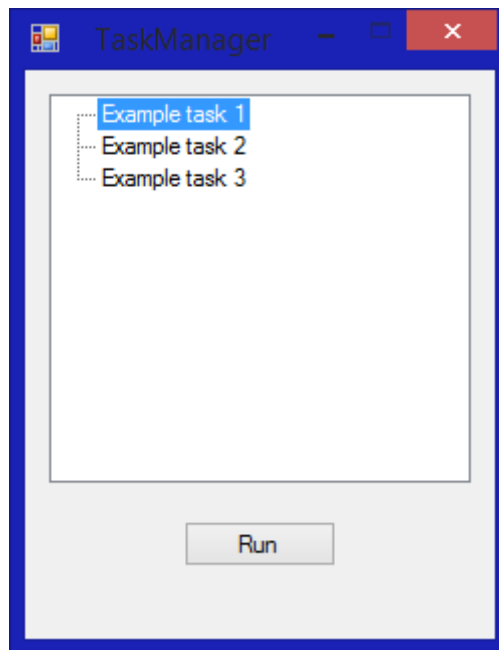 TaskManager
Example task 1
Example task 2
Example task 3
Run